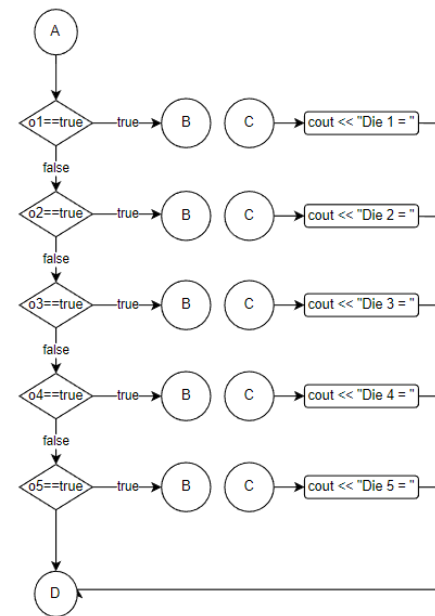 A
o1==true
true
B
C
cout << "Die 1 = "
false
o2==true
true
B
C
cout << "Die 2 = "
false
o3==true
true
B
C
cout << "Die 3 = "
false
o4==true
true
B
C
cout << "Die 4 = "
false
o5==true
true
B
C
cout << "Die 5 = "
D